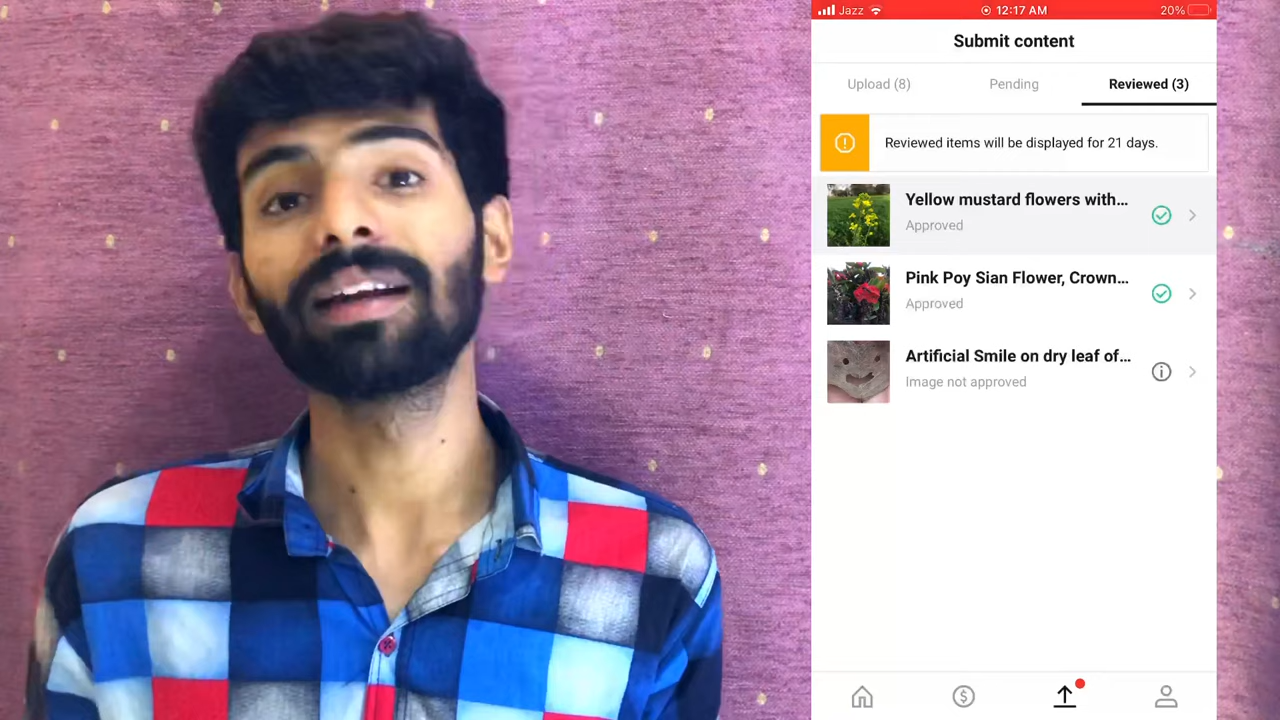 Jazz 12:17 AM 20%
Submit content
Upload (8) Pending Reviewed (3)
Reviewed items will be displayed for 21 days.
Yellow mustard flowers with...
Approved
Pink Poy Sian Flower, Crown...
Approved
Artificial Smile on dry leaf of...
Image not approved